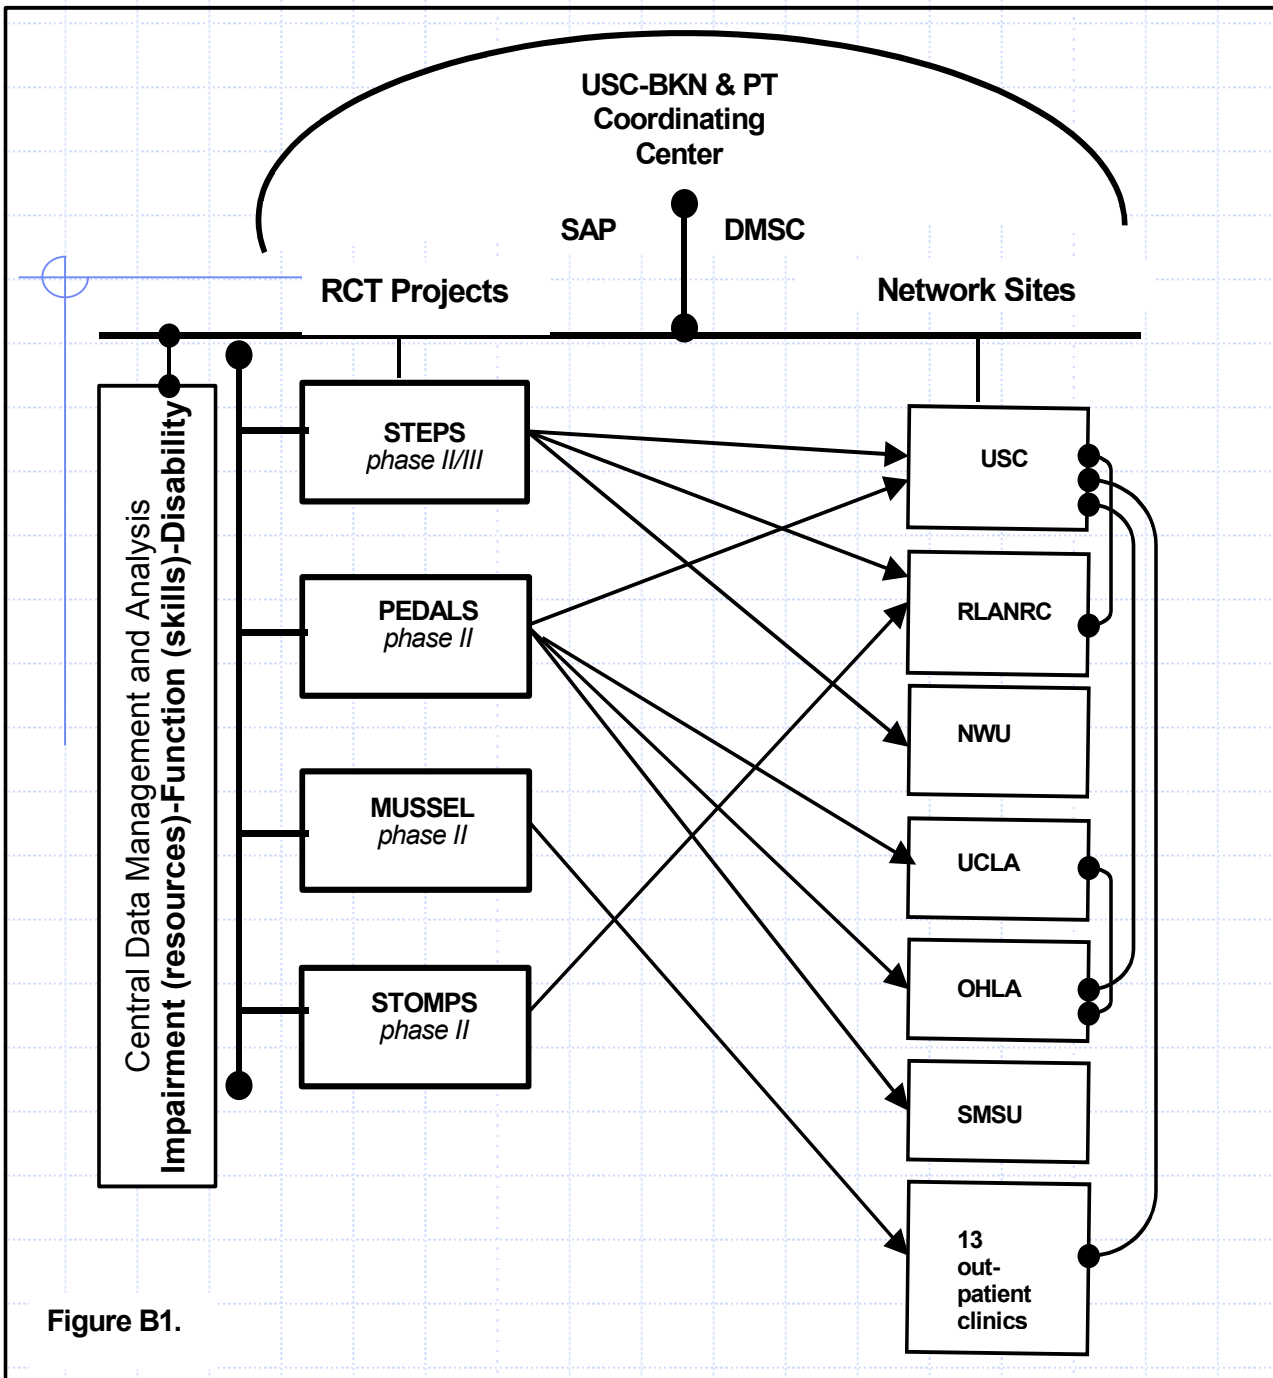 USC-BKN & PT
Coordinating
Center
SAP
DMSC
RCT Projects
Network Sites
Central Data Management and Analysis
Impairment (resources)-Function (skills)-Disability
STEPS
phase II/III
PEDALS
phase II
MUSSEL
phase II
STOMPS
phase II
USC
RLANRC
NWU
UCLA
OHLA
SMSU
13
out-
patient
clinics
Figure B1.